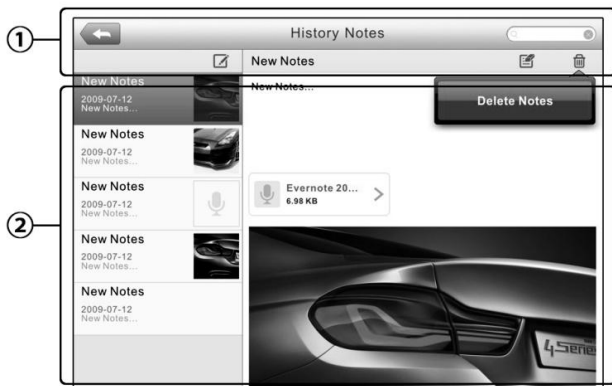 ①
History Notes
New Notes
New Notes
2009-07-12
New Notes...
New Notes...
Delete Notes
②
New Notes
2009-07-12
New Notes...
New Notes
2009-07-12
New Notes...
Evernote 20...
6.98 KB
New Notes
2009-07-12
New Notes...
New Notes
2009-07-12
New Notes...
4Series